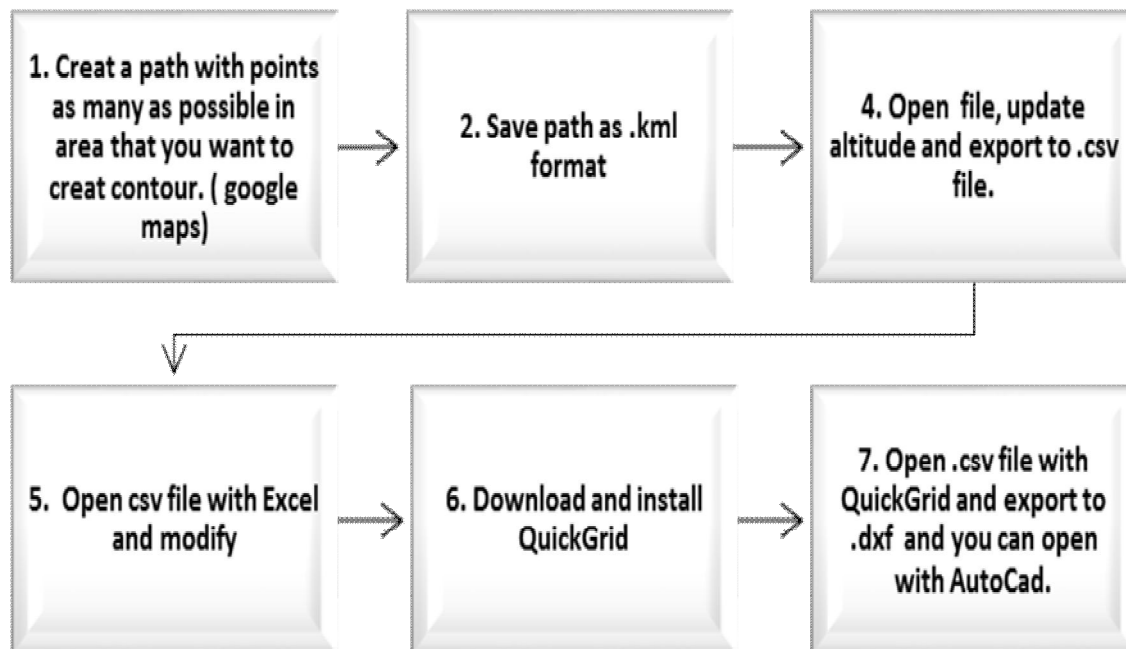 1. Creat a path with points
as many as possible in
area that you want to
creat contour. ( google
maps)
2. Save path as .kml
format
4. Open file, update
altitude and export to .csv
file.
5. Open csv file with Excel
and modify
6. Download and install
QuickGrid
7. Open .csv file with
QuickGrid and export to
.dxf and you can open
with AutoCad.